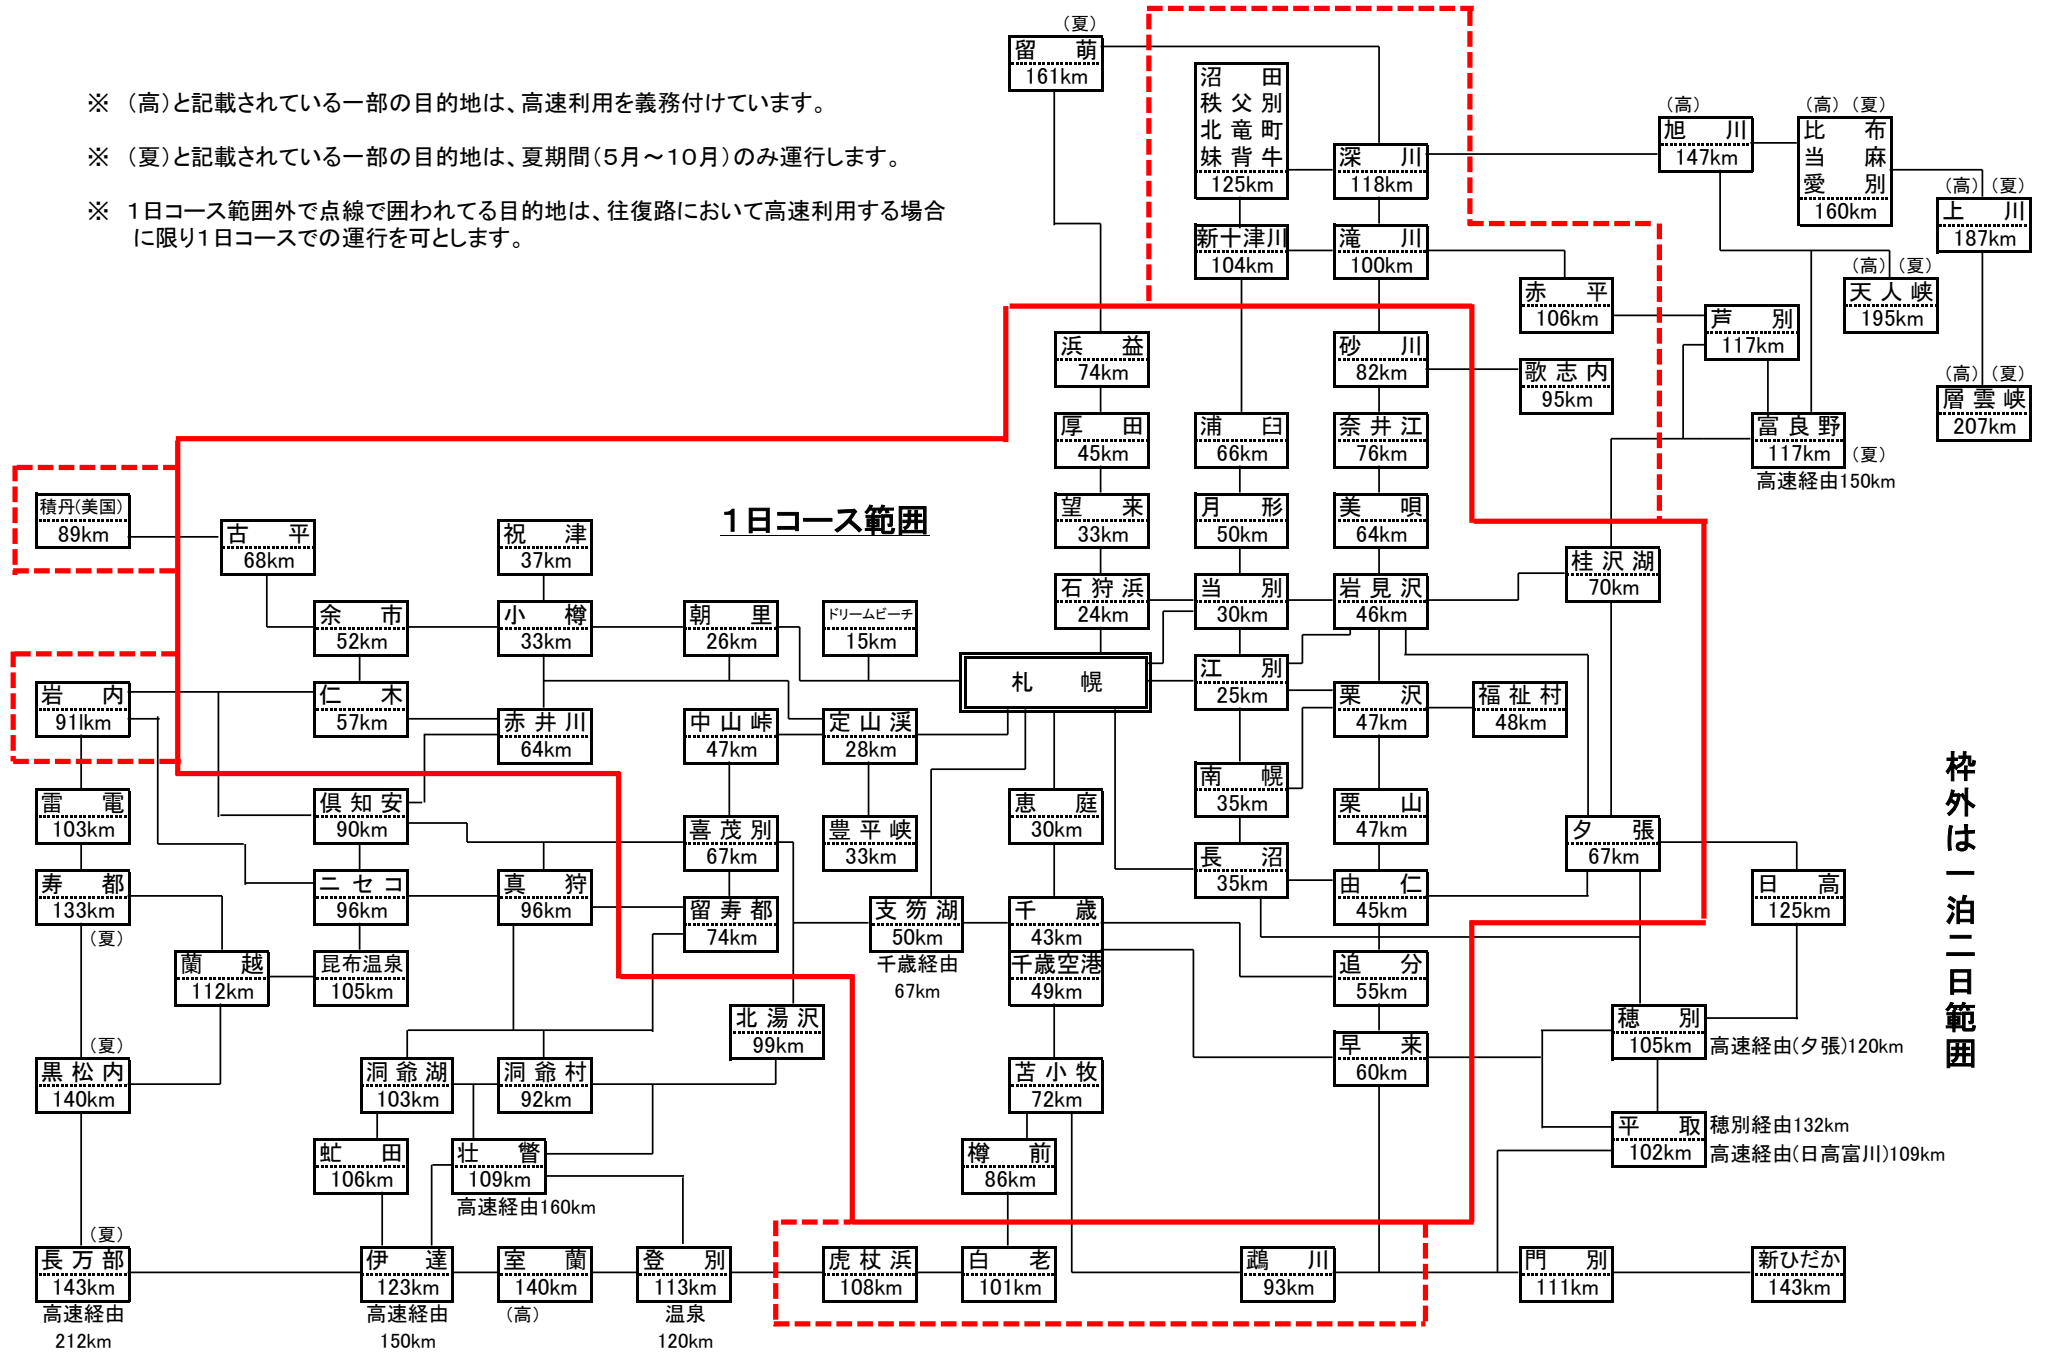 (夏)
留萌
161km
※ (高)と記載されている一部の目的地は、高速利用を義務付けています。
※ (夏)と記載されている一部の目的地は、夏期間(5月～10月)のみ運行します。
※ 1日コース範囲外で点線で囲われてる目的地は、往復路において高速利用する場合
に限り1日コースでの運行を可とします。
沼田
秩父別
北竜町
妹背牛
125km
深川
118km
(高)
旭川
147km
(高)(夏)
比布
当麻
愛別
160km
(高)(夏)
上川
187km
新十津川
104km
滝川
100km
赤平
106km
芦別
117km
(高)(夏)
天人峡
195km
浜益
74km
砂川
82km
歌志内
95km
(高)(夏)
層雲峡
207km
厚田
45km
浦臼
66km
奈井江
76km
富良野
117km
(夏)
高速経由150km
積丹(美国)
89km
古平
68km
祝津
37km
1日コース範囲
望来
33km
月形
50km
美唄
64km
桂沢湖
70km
余市
52km
小樽
33km
朝里
26km
ドリームビーチ
15km
石狩浜
24km
当別
30km
岩見沢
46km
岩内
91km
仁木
57km
赤井川
64km
中山峠
47km
定山渓
28km
札幌
江別
25km
栗沢
47km
福祉村
48km
雷電
103km
倶知安
90km
喜茂別
67km
豊平峡
33km
恵庭
30km
南幌
35km
栗山
47km
夕張
67km
枠外は一泊二日範囲
寿都
133km
(夏)
ニセコ
96km
真狩
96km
留寿都
74km
支笏湖
50km
千歳経由
67km
千歳
43km
千歳空港
49km
長沼
35km
由仁
45km
日高
125km
蘭越
112km
昆布温泉
105km
北湯沢
99km
追分
55km
穂別
105km
高速経由(夕張)120km
(夏)
黒松内
140km
洞爺湖
103km
洞爺村
92km
苫小牧
72km
早来
60km
虻田
106km
壮瞥
109km
高速経由160km
樽前
86km
平取
102km
穂別経由132km
高速経由(日高富川)109km
(夏)
長万部
143km
高速経由
212km
伊達
123km
高速経由
150km
室蘭
140km
(高)
登別
113km
温泉
120km
虎杖浜
108km
白老
101km
鵡川
93km
門別
111km
新ひだか
143km